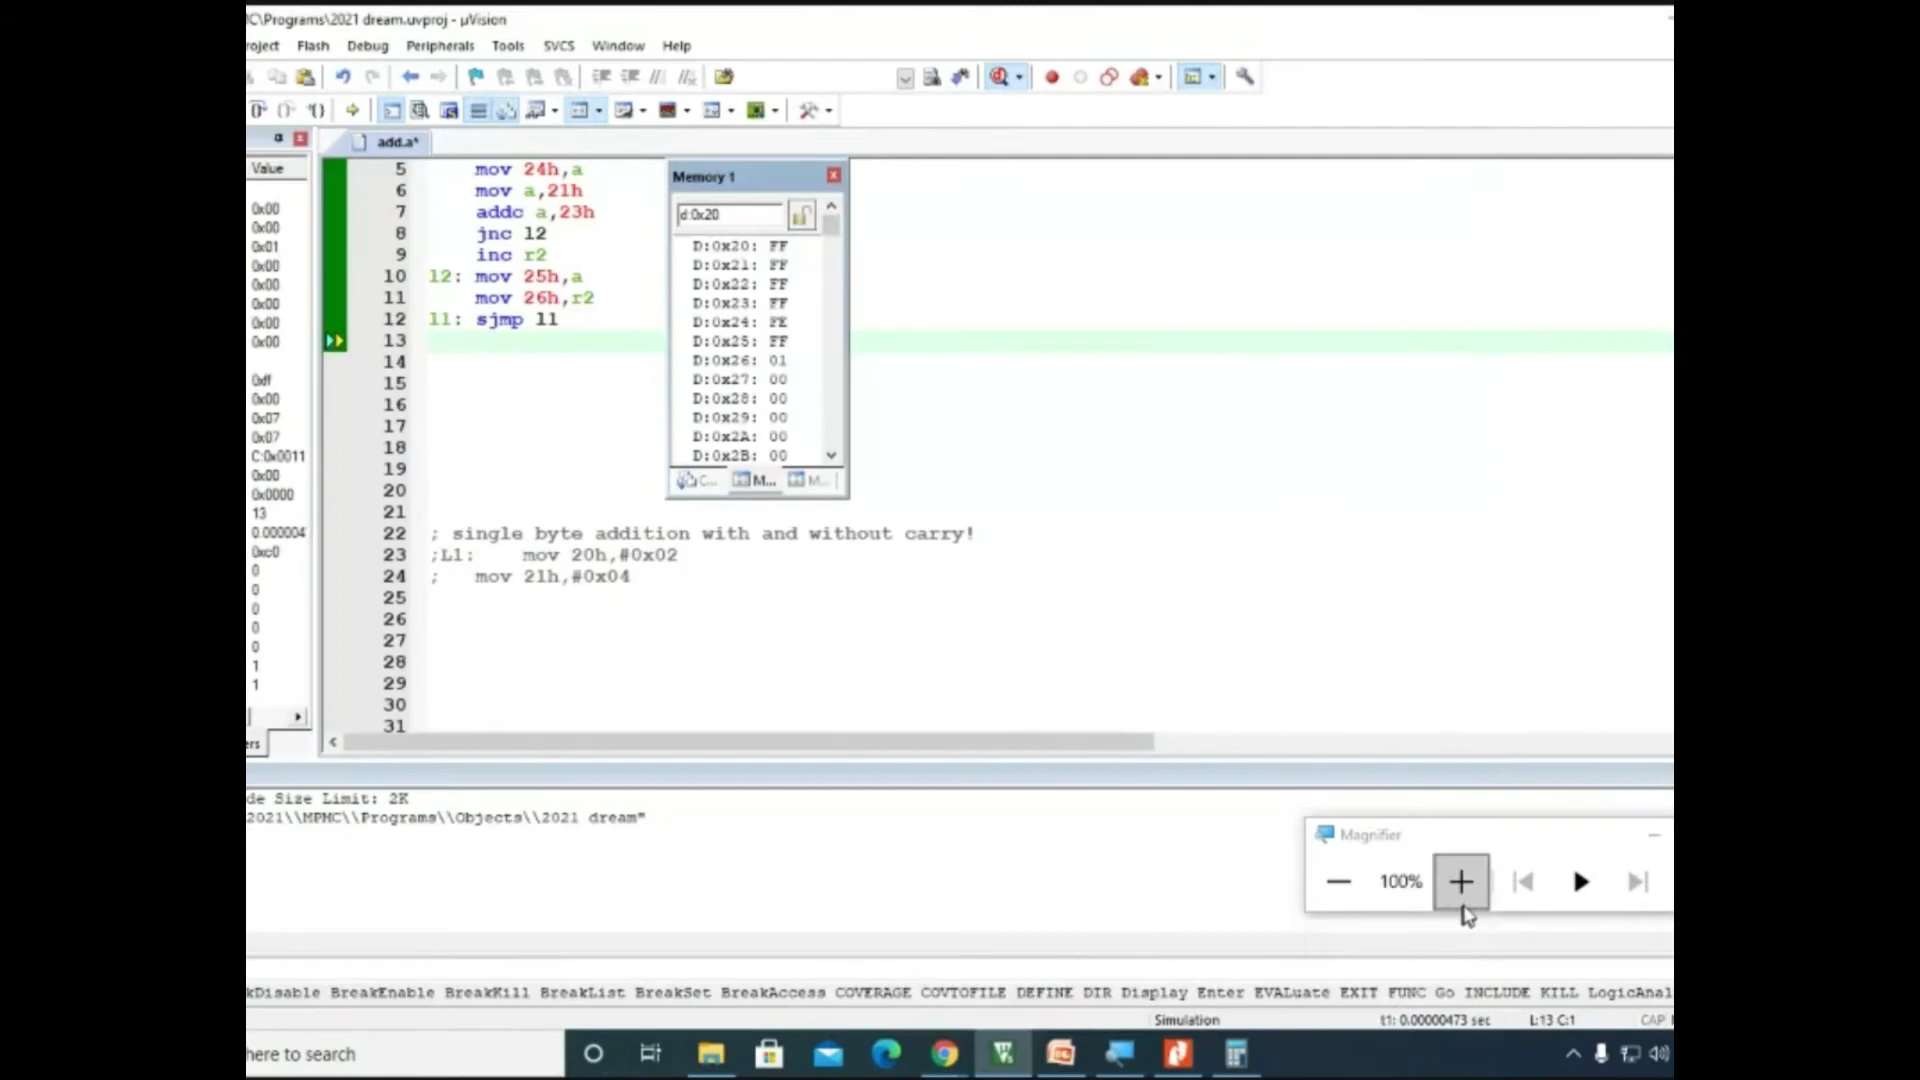 C\Programs\2021 dream.uvproj - µVision
roject Flash Debug Peripherals Tools SVCS Window Help
add.a*
Value
0x00
0x00
0x01
0x00
0x00
0x00
0x00
0x00
0xff
0x00
0x07
0x07
C:0x0011
0x00
0x0000
13
0.000004
0xc0
0
0
0
0
0
1
1
ers
5 mov 24h,a
6 mov a,21h
7 addc a,23h
8 jnc l2
9 inc r2
10 l2: mov 25h,a
11 mov 26h,r2
12 l1: sjmp l1
13
14
15
16
17
18
19
20
21
22 ; single byte addition with and without carry!
23 ;L1: mov 20h,#0x02
24 ; mov 21h,#0x04
25
26
27
28
29
30
31
Memory 1
d:0x20
D:0x20: FF
D:0x21: FF
D:0x22: FF
D:0x23: FF
D:0x24: FE
D:0x25: FF
D:0x26: 01
D:0x27: 00
D:0x28: 00
D:0x29: 00
D:0x2A: 00
D:0x2B: 00
C... M... M...
de Size Limit: 2K
2021\\MPMC\\Programs\\Objects\\2021 dream"
Magnifier
100%
kDisable BreakEnable BreakKill BreakList BreakSet BreakAccess COVERAGE COVTOFILE DEFINE DIR Display Enter EVALuate EXIT FUNC Go INCLUDE KILL LogicAnal
Simulation t1: 0.00000473 sec L:13 C:1 CAP
here to search